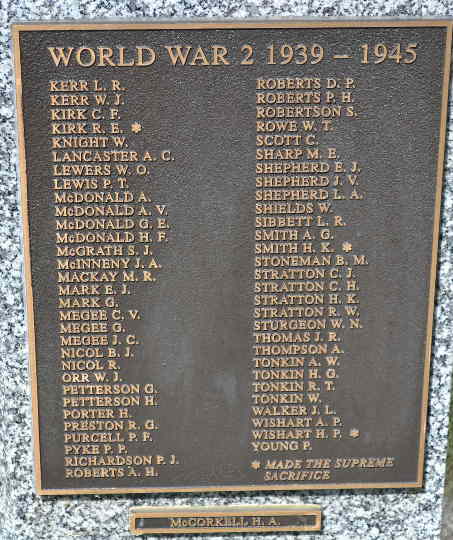 WORLD WAR 2 1939 – 1945
KERR L. R.
KERR W. J.
KIRK C. F.
KIRK R. E. *
KNIGHT W.
LANCASTER A. C.
LEWERS W. O.
LEWIS P. T.
McDONALD A.
McDONALD A. V.
McDONALD G. E.
McDONALD H. F.
McGRATH S. J.
McINNENY J. A.
MACKAY M. R.
MARK E. J.
MARK G.
MEGEE C. V.
MEGEE G.
MEGEE J. C.
NICOL B. J.
NICOL R.
ORR W. J.
PETTERSON G.
PETTERSON H.
PORTER H.
PRESTON R. G.
PURCELL P. F.
PYKE P. P.
RICHARDSON P. J.
ROBERTS A. H.
ROBERTS D. P.
ROBERTS P. H.
ROBERTSON S.
ROWE W. T.
SCOTT C.
SHARP M. E.
SHEPHERD E. J.
SHEPHERD J. V.
SHEPHERD L. A.
SHIELDS W.
SIBBETT L. R.
SMITH A. G.
SMITH H. K. *
STONEMAN B. M.
STRATTON C. J.
STRATTON C. H.
STRATTON H. K.
STRATTON R. W.
STURGEON W. N.
THOMAS J. R.
THOMPSON A.
TONKIN A. W.
TONKIN H. G.
TONKIN R. T.
TONKIN W.
WALKER J. L.
WISHART A. P.
WISHART H. P. *
YOUNG P.
* MADE THE SUPREME
SACRIFICE
McCORKELL H. A.